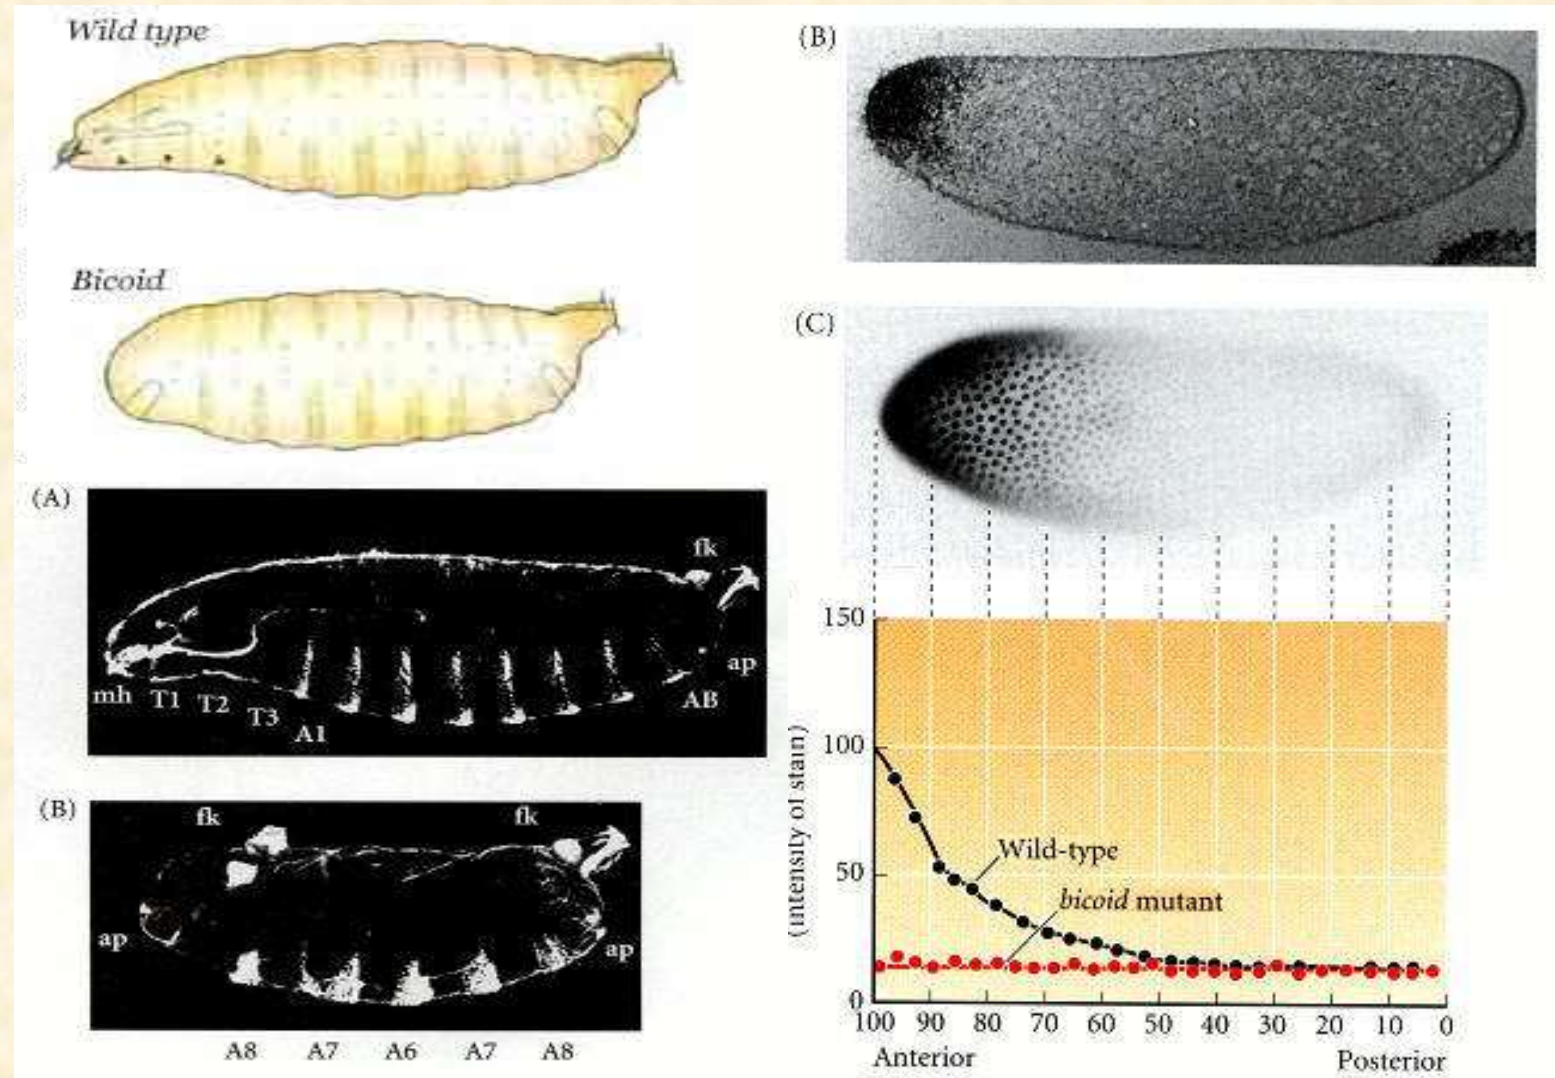 Wild type
Bicoid
(A)
fk
mh T1 T2 T3 A1
AB
ap
(B)
fk fk
ap ap
A8 A7 A6 A7 A8
(B)
(C)
150
100
50
0
(intensity of stain)
Wild-type
bicoid mutant
100 90 80 70 60 50 40 30 20 10 0
Anterior Posterior